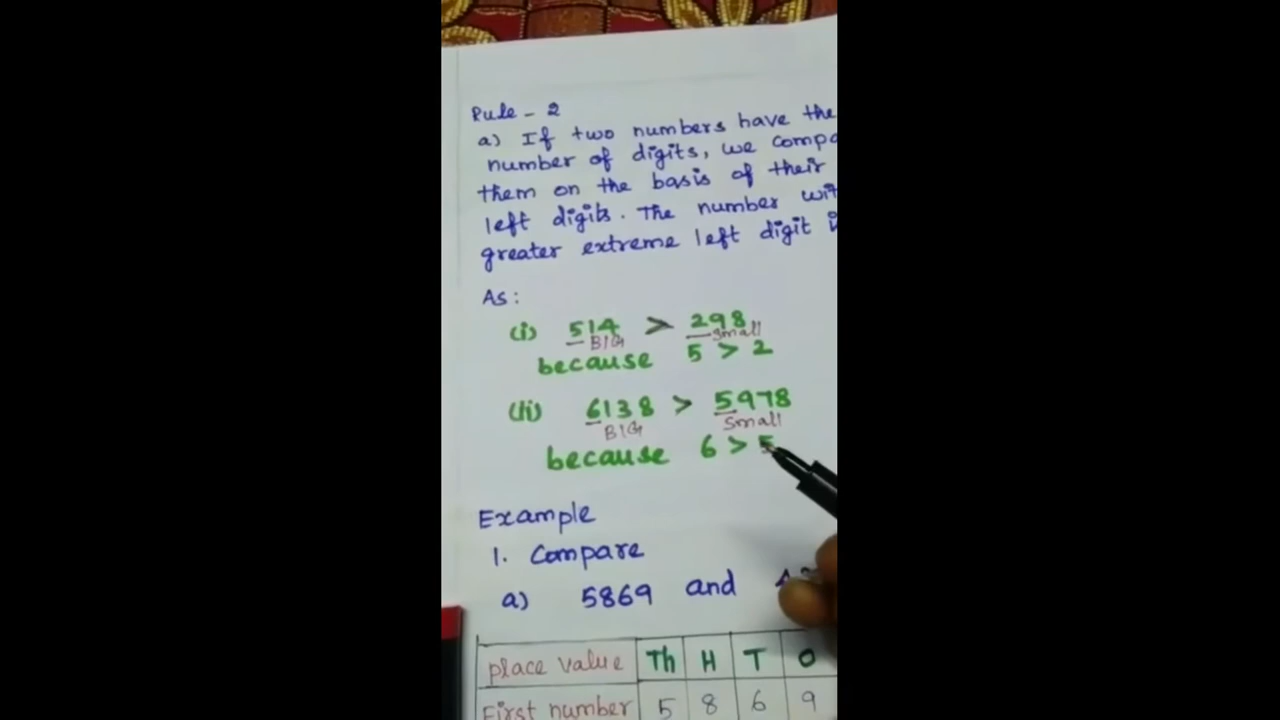 Rule - 2
a) If two numbers have the
number of digits, we compa
them on the basis of their
left digits. The number wit
greater extreme left digit i
As:
(i) 514 > 298
BIG small
because 5 > 2
(ii) 6138 > 5978
BIG small
because 6 > 5
Example
1. Compare
a) 5869 and
place value Th H T O
First number 5 8 6 9